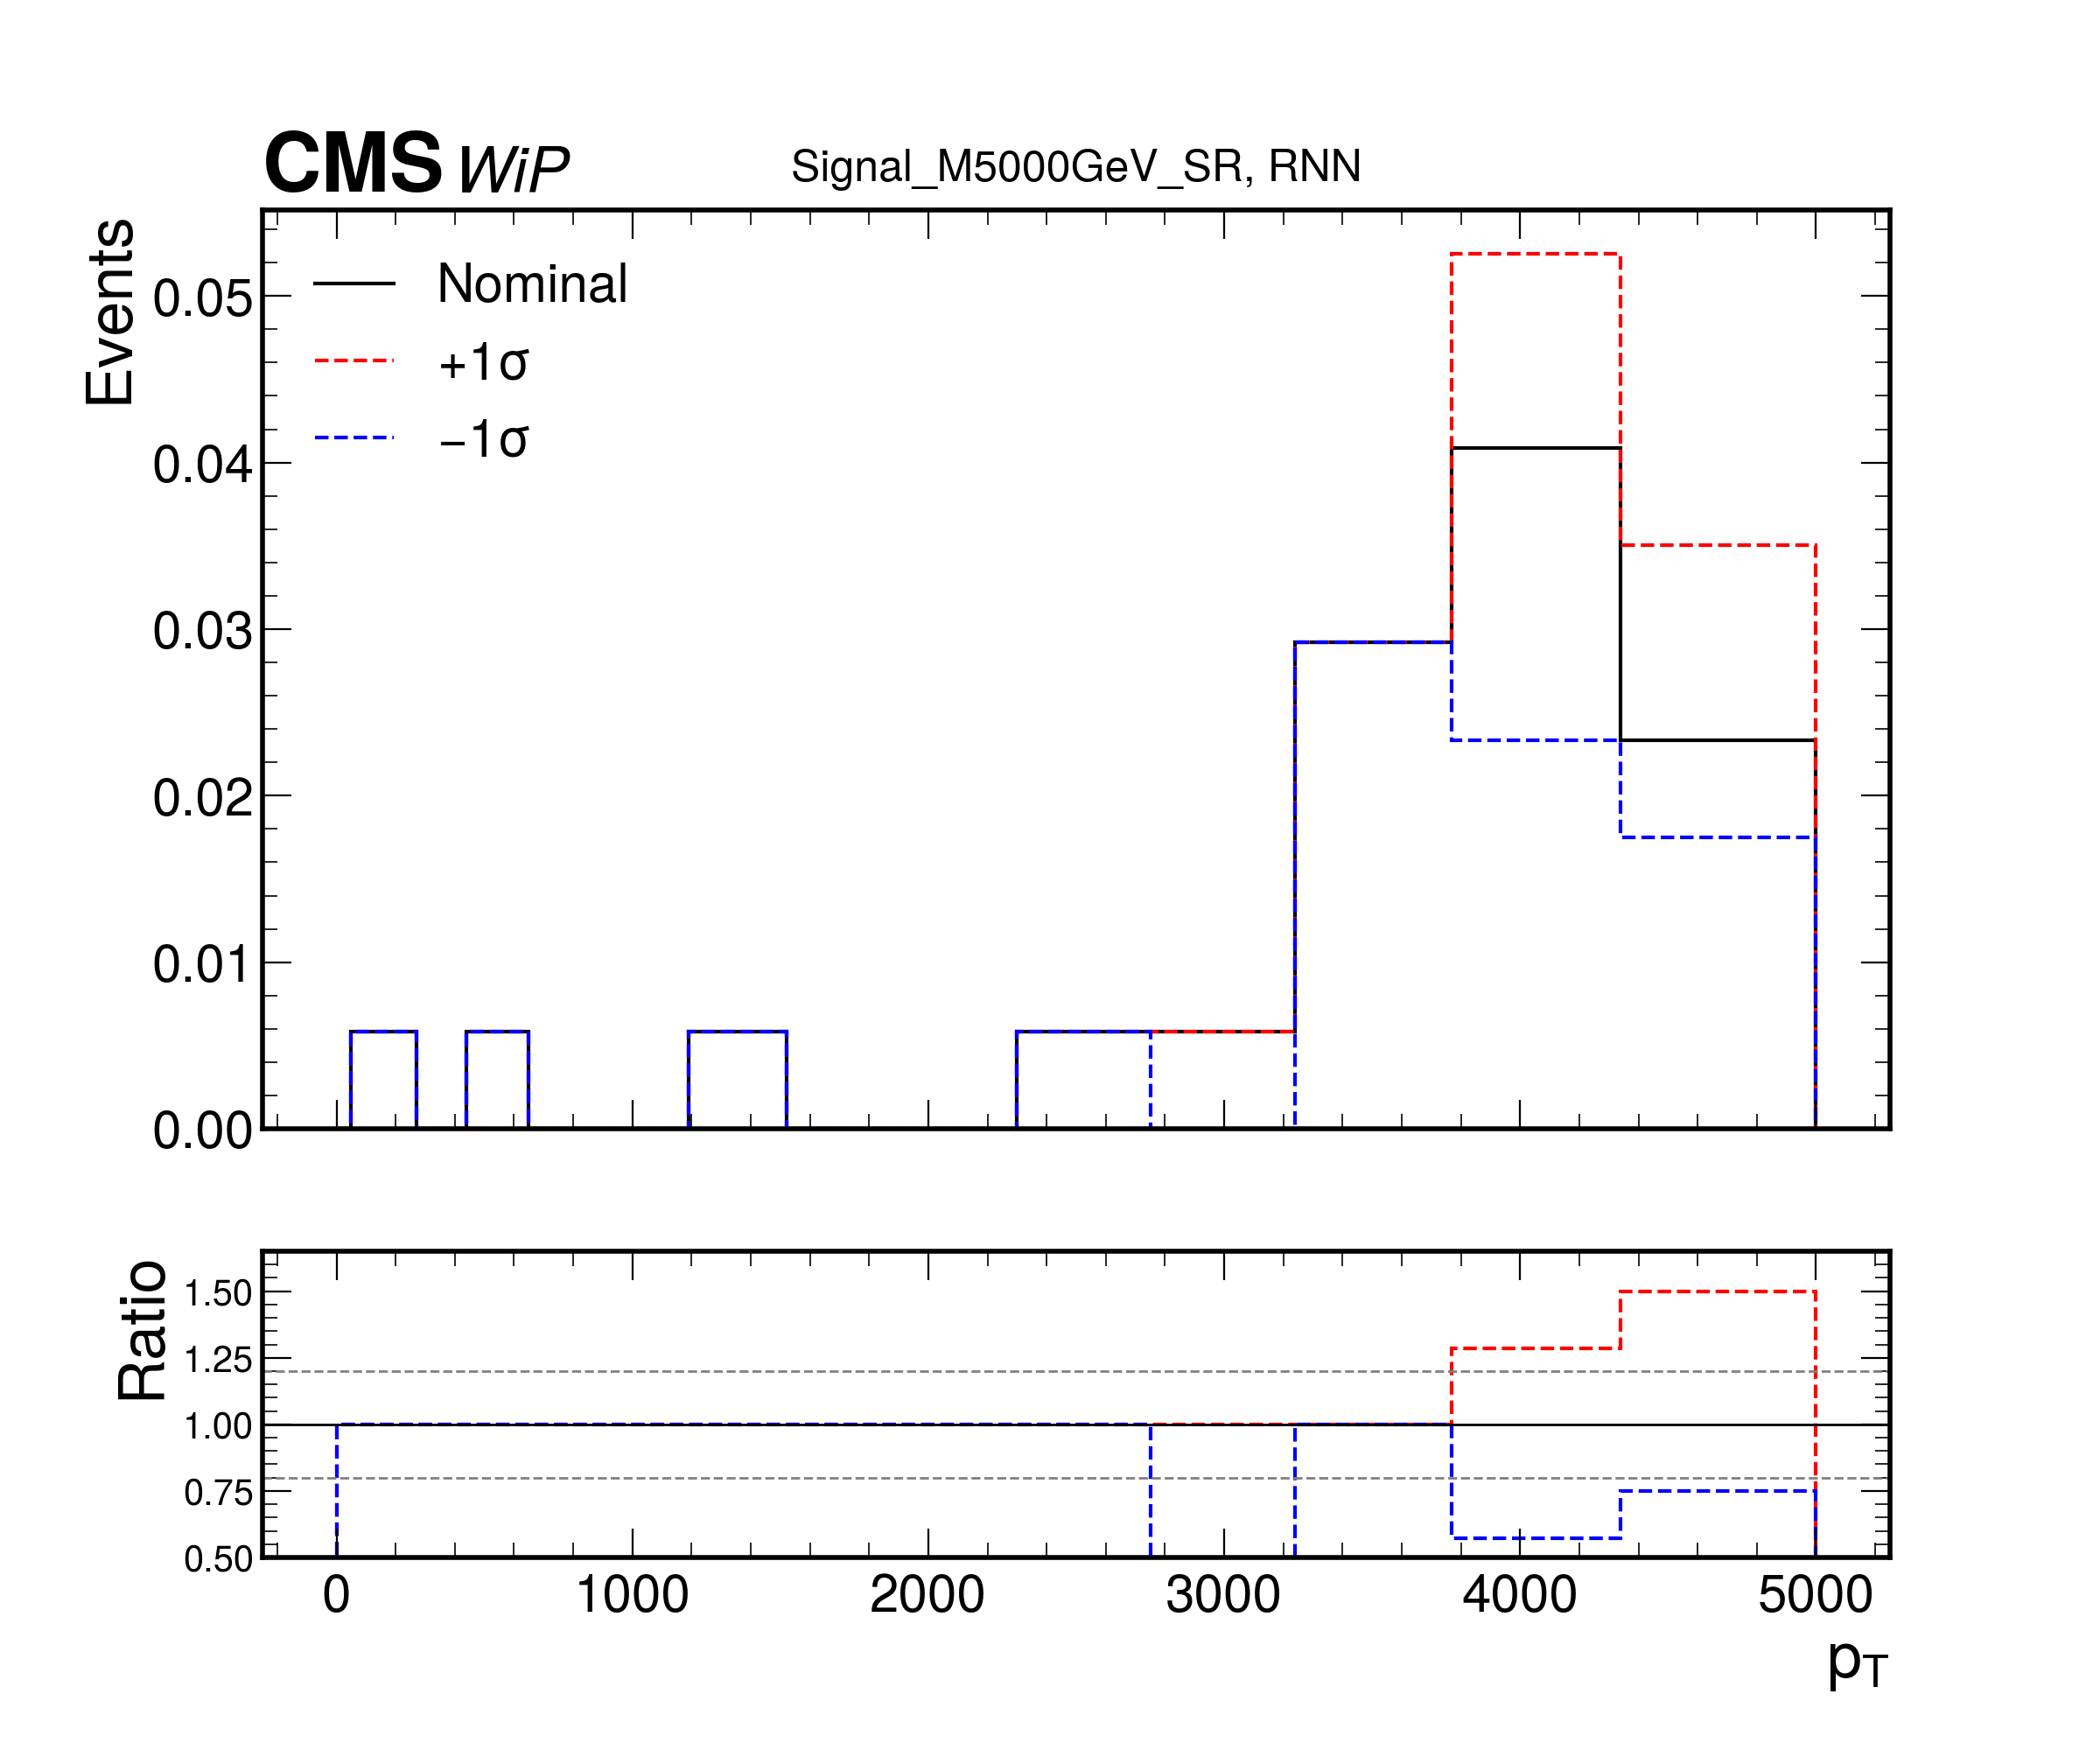 CMS WiP
Signal_M5000GeV_SR, RNN
Events
Nominal
+1σ
−1σ
0.05
0.04
0.03
0.02
0.01
0.00
Ratio
1.50
1.25
1.00
0.75
0.50
0 1000 2000 3000 4000 5000
pT